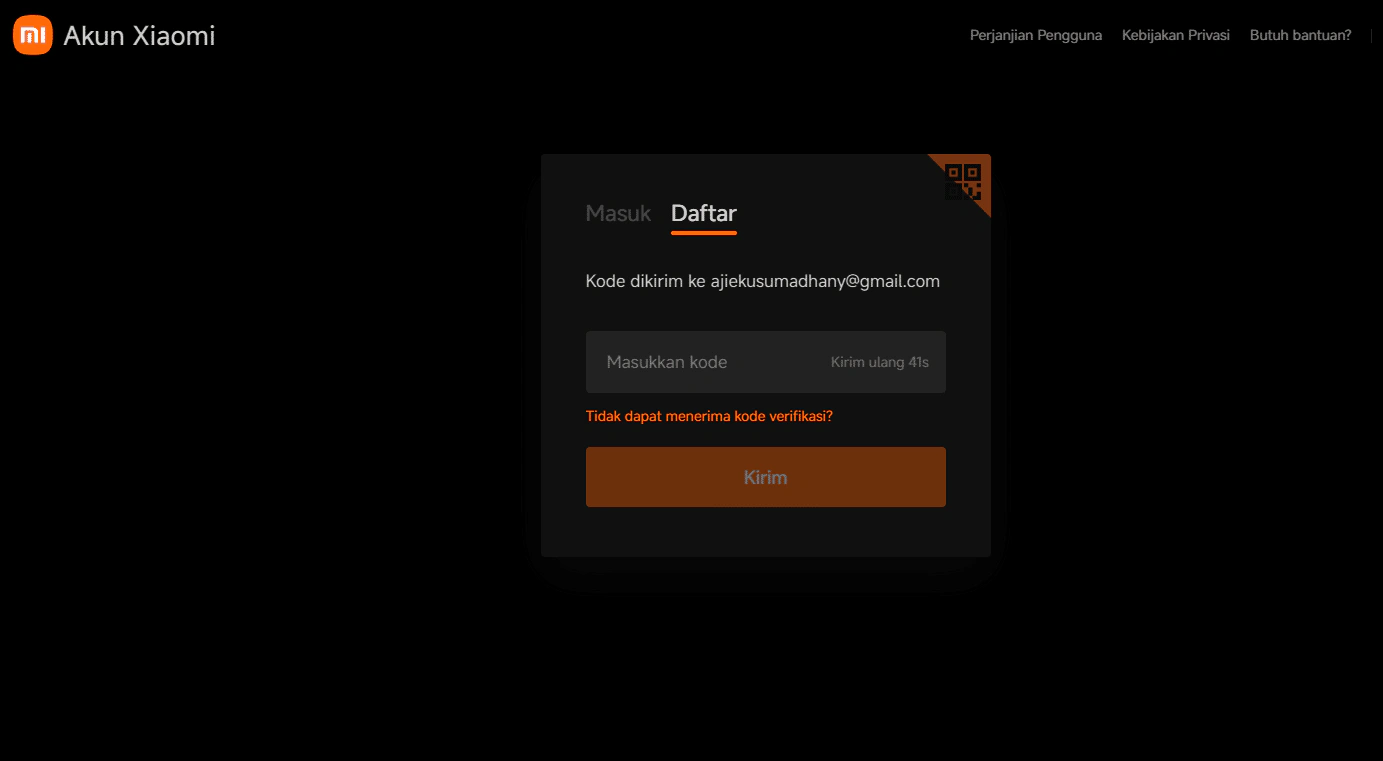 Akun Xiaomi
Perjanjian Pengguna Kebijakan Privasi Butuh bantuan?
Masuk Daftar
Kode dikirim ke ajiekusumadhany@gmail.com
Masukkan kode Kirim ulang 41s
Tidak dapat menerima kode verifikasi?
Kirim